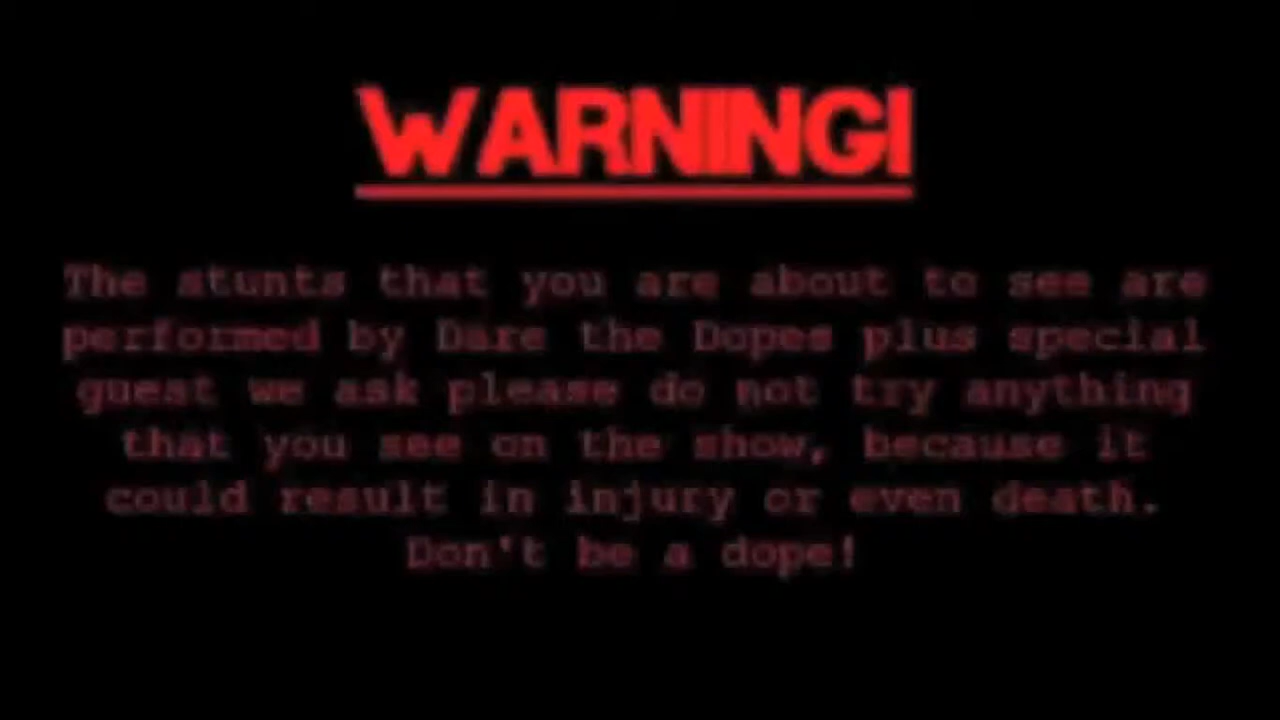 WARNING!
The stunts that you are about to see are
performed by Dare the Dopes plus special
guest we ask please do not try anything
that you see on the show, because it
could result in injury or even death.
Don't be a dope!